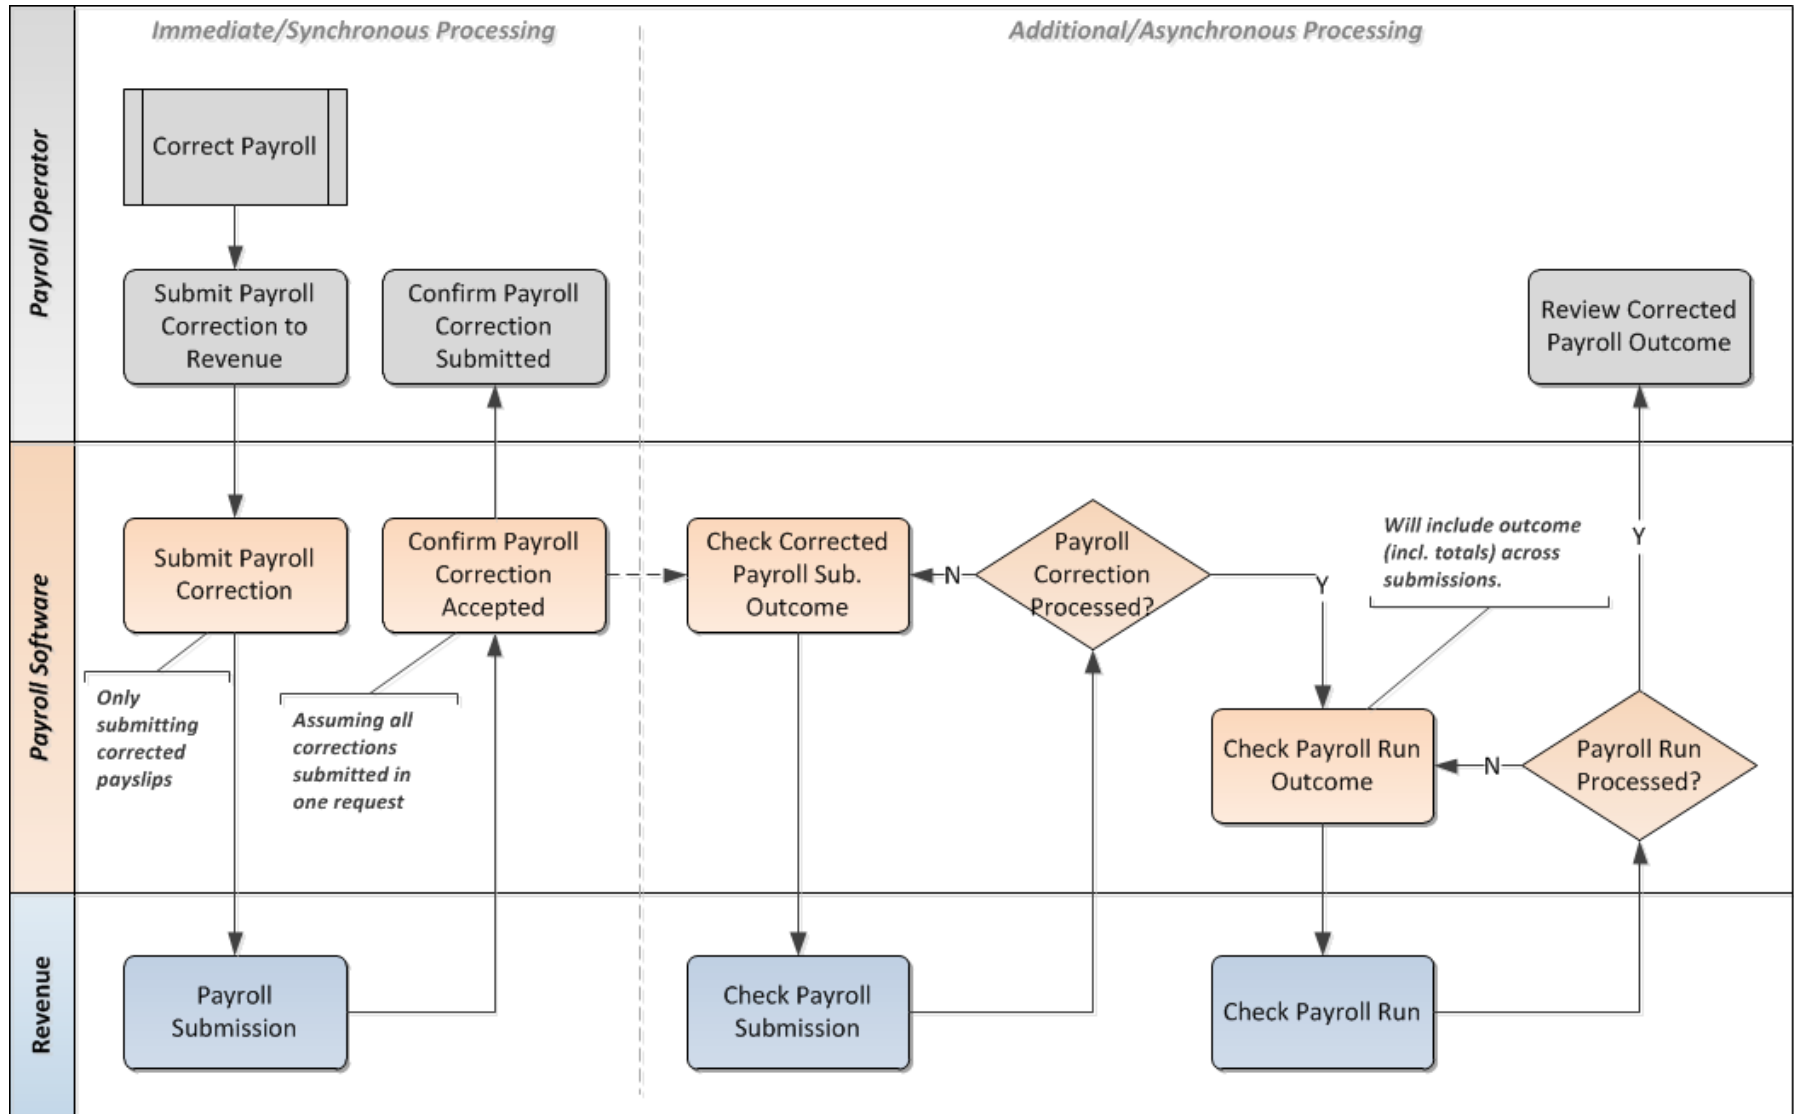 Immediate/Synchronous Processing
Additional/Asynchronous Processing
Payroll Operator
Correct Payroll
Submit Payroll
Correction to
Revenue
Confirm Payroll
Correction
Submitted
Review Corrected
Payroll Outcome
Payroll Software
Submit Payroll
Correction
Confirm Payroll
Correction
Accepted
Check Corrected
Payroll Sub.
Outcome
N
Payroll
Correction
Processed?
Y
Will include outcome
(incl. totals) across
submissions.
Y
Only
submitting
corrected
payslips
Assuming all
corrections
submitted in
one request
Check Payroll Run
Outcome
N
Payroll Run
Processed?
Revenue
Payroll
Submission
Check Payroll
Submission
Check Payroll Run